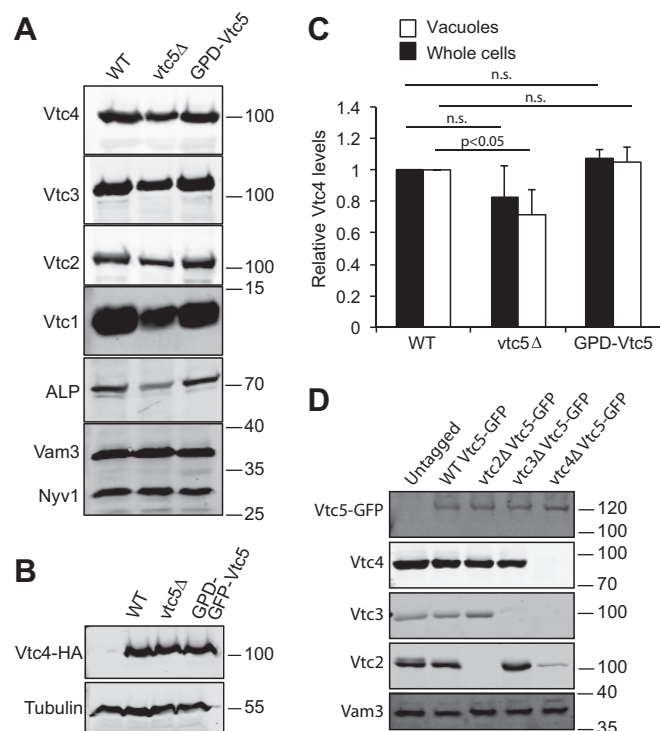 A
WT
vtc5Δ
GPD-Vtc5
Vtc4
100
Vtc3
100
Vtc2
100
15
Vtc1
ALP
70
40
Vam3
35
Nyv1
25
B
WT
vtc5Δ
GPD-
GFP-Vtc5
Vtc4-HA
100
Tubulin
55
C
Vacuoles
Whole cells
n.s.
n.s.
n.s.
p<0.05
Relative Vtc4 levels
1.4
1.2
1
0.8
0.6
0.4
0.2
0
WT
vtc5Δ
GPD-Vtc5
D
Untagged
WT Vtc5-GFP
vtc2Δ Vtc5-GFP
vtc3Δ Vtc5-GFP
vtc4Δ Vtc5-GFP
Vtc5-GFP
120
100
Vtc4
100
70
Vtc3
100
Vtc2
100
40
Vam3
35